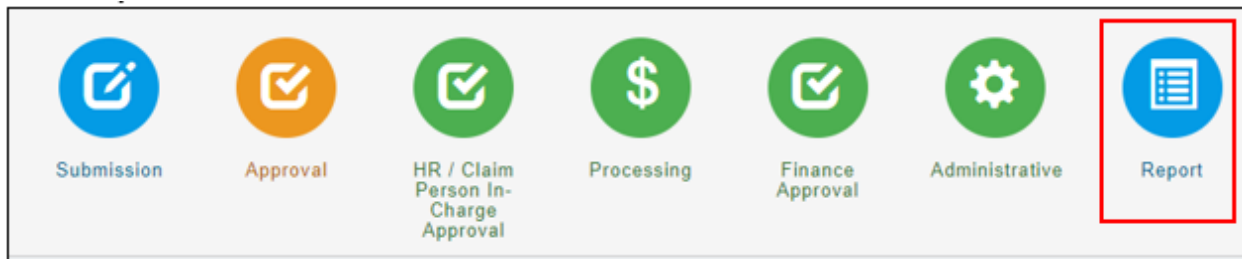 Submission
Approval
HR / Claim
Person In-
Charge
Approval
Processing
Finance
Approval
Administrative
Report